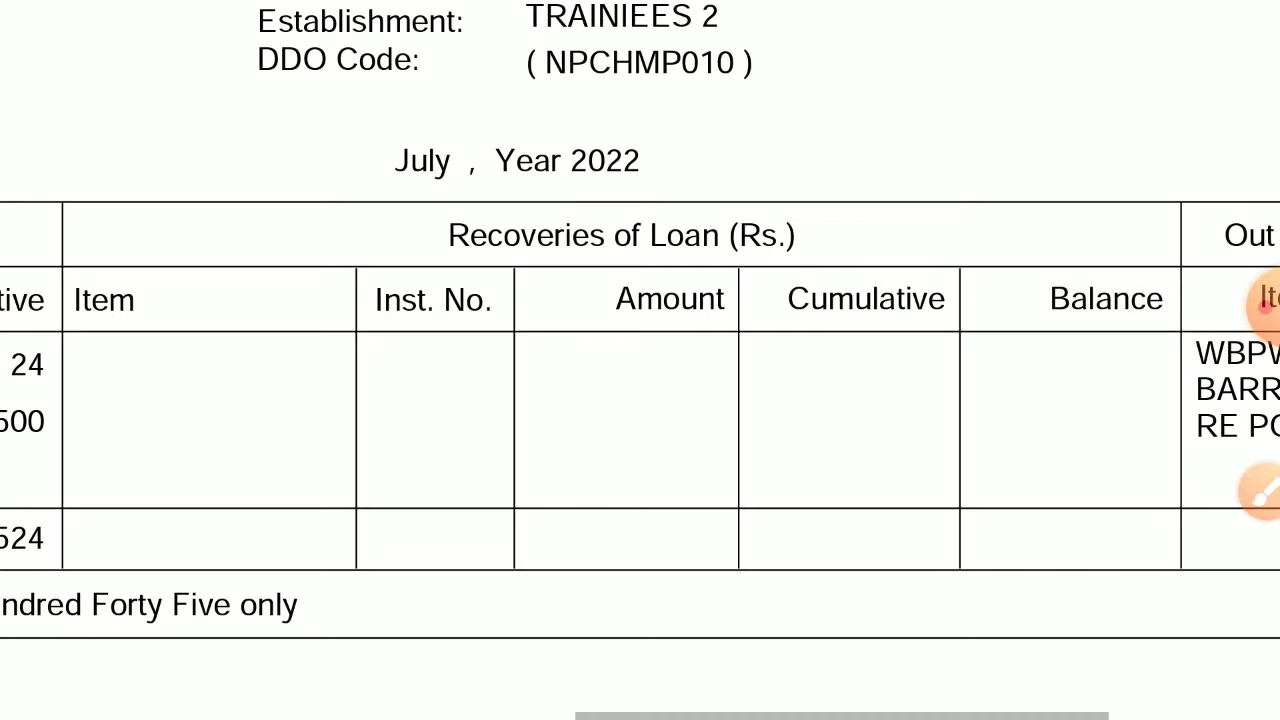 Establishment: TRAINIEES 2
DDO Code: ( NPCHMP010 )
July , Year 2022
Recoveries of Loan (Rs.) Out
tive Item Inst. No. Amount Cumulative Balance It
24 WBPW
500 BARR
RE PO
524
ndred Forty Five only